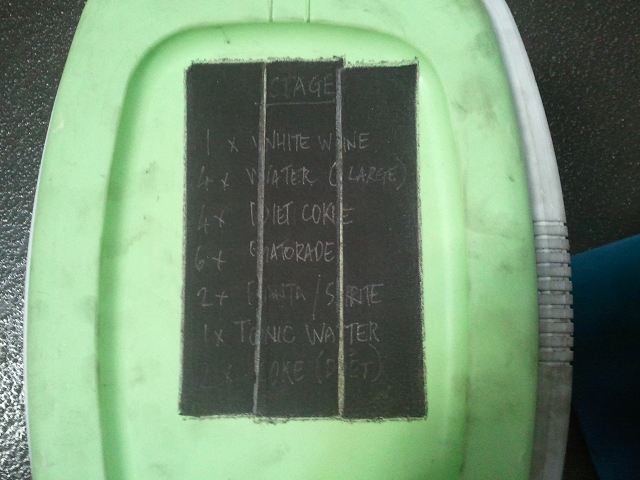 STAGE
1 x WHITE WINE
4 x WATER (LARGE)
4 x DIET COKE
6 x GATORADE
2 x FANTA / SPRITE
1 x TONIC WATER
2 x COKE (DIET)